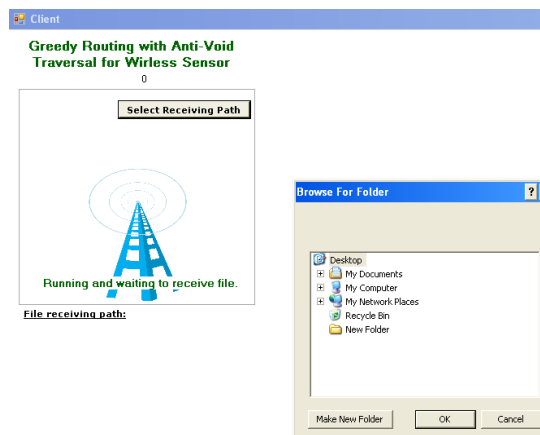 Client
Greedy Routing with Anti-Void
Traversal for Wirless Sensor
0
Select Receiving Path
Running and waiting to receive file.
File receiving path:
Browse For Folder
?
Desktop
My Documents
My Computer
My Network Places
Recycle Bin
New Folder
Make New Folder
OK
Cancel